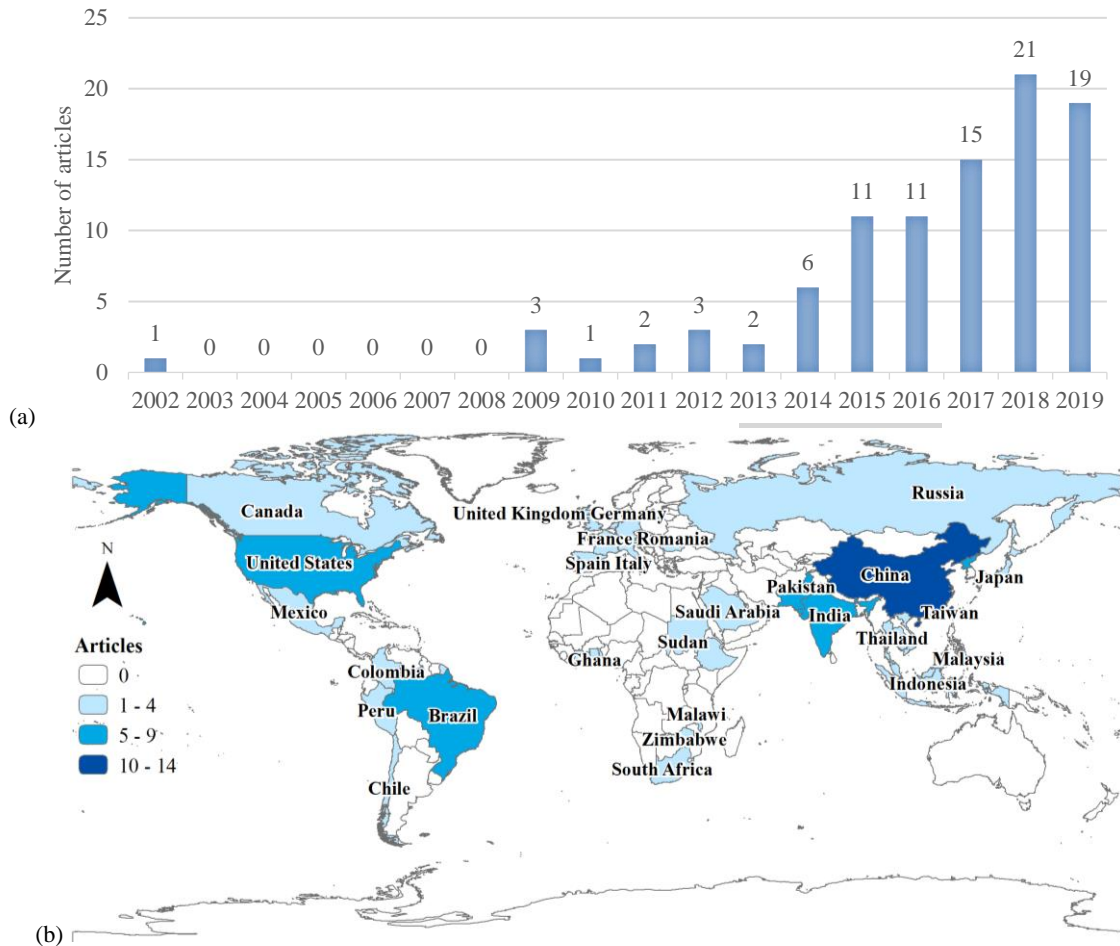 25
20
15
10
5
0
Number of articles
1 0 0 0 0 0 0 3 1 2 3 2 6 11 11 15 21 19
2002 2003 2004 2005 2006 2007 2008 2009 2010 2011 2012 2013 2014 2015 2016 2017 2018 2019
(a)
N
Articles
0
1 - 4
5 - 9
10 - 14
Canada
United States
Mexico
Colombia
Peru
Brazil
Chile
United Kingdom Germany
France Romania
Spain Italy
Russia
Pakistan
China
Japan
Saudi Arabia
India
Taiwan
Sudan
Thailand
Ghana
Malaysia
Indonesia
Malawi
Zimbabwe
South Africa
(b)